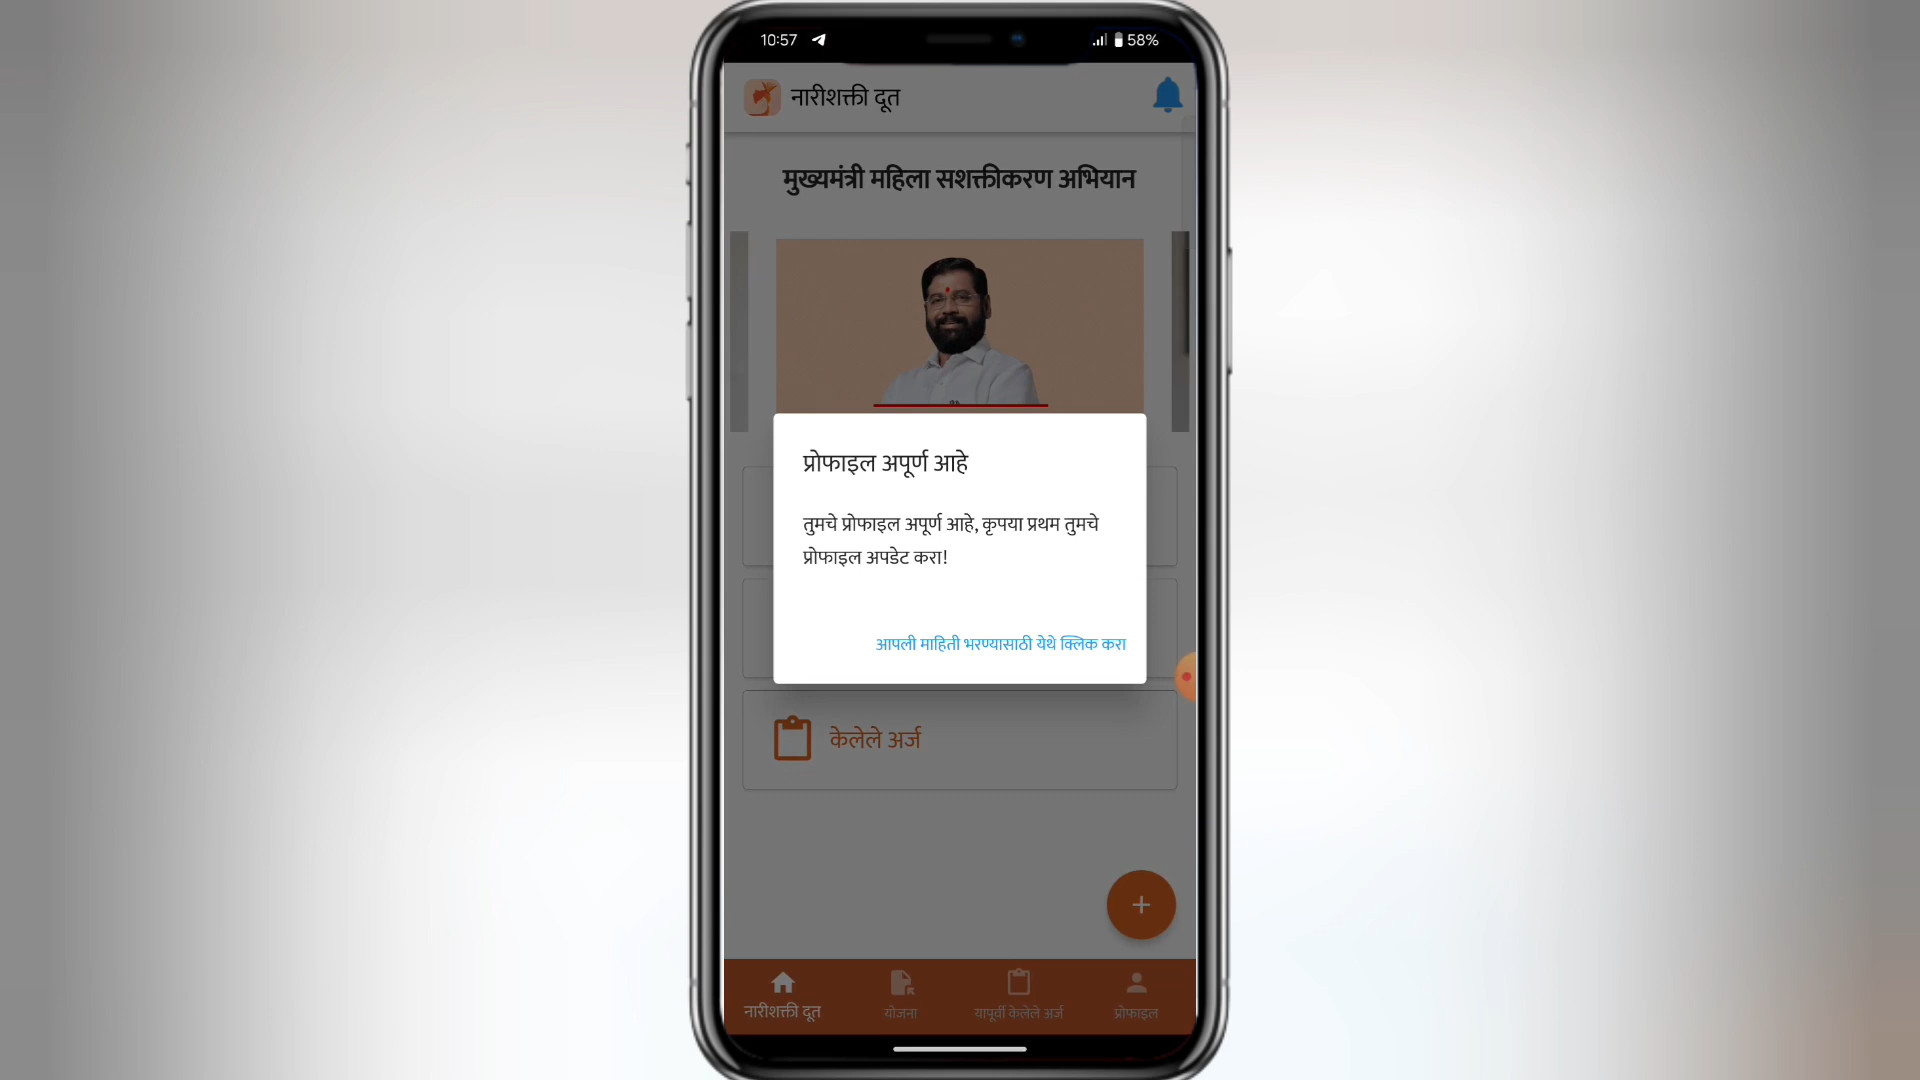 10:57
58%
नारीशक्ती दूत
मुख्यमंत्री महिला सशक्तीकरण अभियान
प्रोफाइल अपूर्ण आहे
तुमचे प्रोफाइल अपूर्ण आहे, कृपया प्रथम तुमचे
प्रोफाइल अपडेट करा!
आपली माहिती भरण्यासाठी येथे क्लिक करा
केलेले अर्ज
+
नारीशक्ती दूत
योजना
यापूर्वी केलेले अर्ज
प्रोफाइल